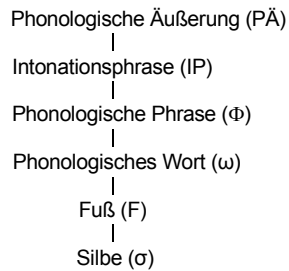 Phonologische Äußerung (PÄ)
Intonationsphrase (IP)
Phonologische Phrase (Φ)
Phonologisches Wort (ω)
Fuß (F)
Silbe (σ)